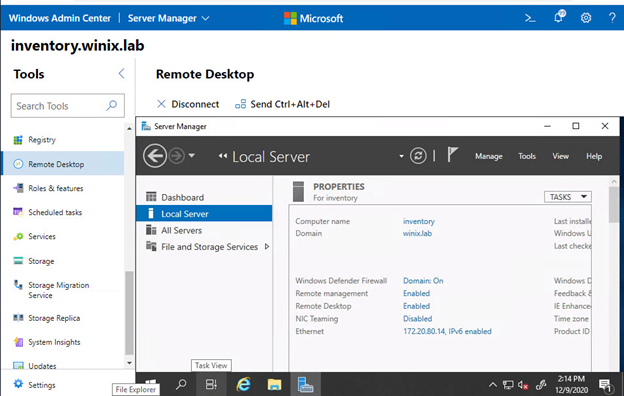 Windows Admin Center | Server Manager
Microsoft
inventory.winix.lab
Tools
Search Tools
Registry
Remote Desktop
Roles & features
Scheduled tasks
Services
Storage
Storage Migration
Service
Storage Replica
System Insights
Updates
Settings
Remote Desktop
Disconnect
Send Ctrl+Alt+Del
Server Manager
Local Server
Manage Tools View Help
Dashboard
Local Server
All Servers
File and Storage Services
PROPERTIES
For inventory
TASKS
Computer name inventory Last installe
Domain winix.lab Windows U
Last checke
Windows Defender Firewall Domain: On Windows D
Remote management Enabled Feedback &
Remote Desktop Enabled IE Enhance
NIC Teaming Disabled Time zone
Ethernet 172.20.80.14, IPv6 enabled Product ID
Task View
File Explorer
2:14 PM
12/9/2020
1